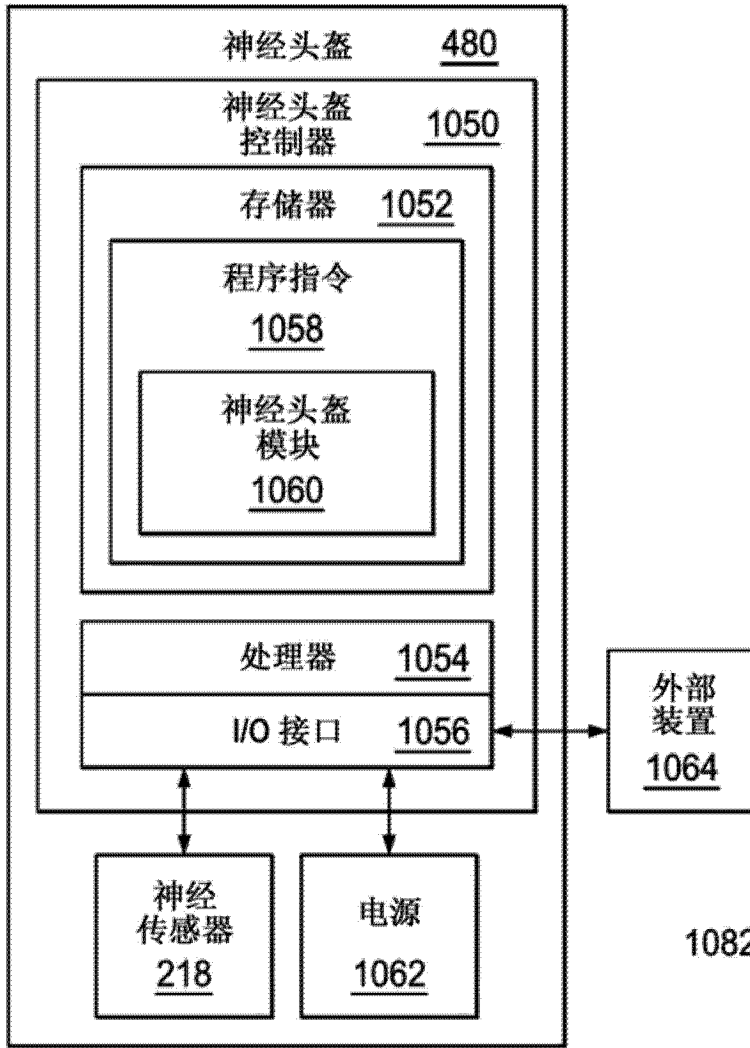 神经头盔 480
神经头盔
控制器 1050
存储器 1052
程序指令
1058
神经头盔
模块
1060
处理器 1054
I/O 接口 1056
外部
装置
1064
神经
传感器
218
电源
1062
1082